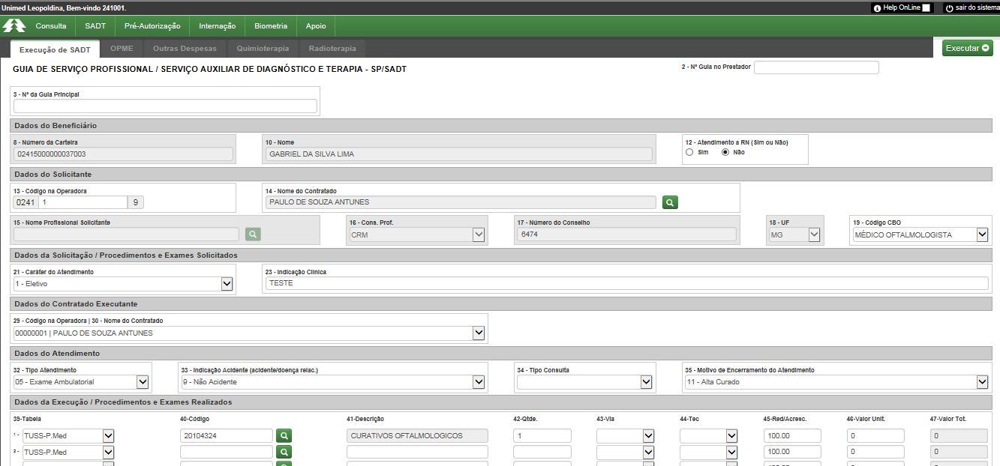 Unimed Leopoldina, Bem-vindo 241001. Help OnLine sair do sistema
Consulta SADT Pré-Autorização Internação Biometria Apoio
Execução de SADT OPME Outras Despesas Quimioterapia Radioterapia Executar
GUIA DE SERVIÇO PROFISSIONAL / SERVIÇO AUXILIAR DE DIAGNÓSTICO E TERAPIA - SP/SADT 2 - Nº Guia no Prestador
3 - Nº da Guia Principal
Dados do Beneficiário
8 - Número da Carteira 10 - Nome 12 - Atendimento a RN (Sim ou Não)
02415000000037003 GABRIEL DA SILVA LIMA Sim Não
Dados do Solicitante
13 - Código na Operadora 14 - Nome do Contratado
0241 1 9 PAULO DE SOUZA ANTUNES
15 - Nome Profissional Solicitante 16 - Cons. Prof. 17 - Número do Conselho 18 - UF 19 - Código CBO
CRM 6474 MG MÉDICO OFTALMOLOGISTA
Dados da Solicitação / Procedimentos e Exames Solicitados
21 - Caráter do Atendimento 23 - Indicação Clínica
1 - Eletivo TESTE
Dados do Contratado Executante
29 - Código na Operadora | 30 - Nome do Contratado
00000001 | PAULO DE SOUZA ANTUNES
Dados do Atendimento
32 - Tipo Atendimento 33 - Indicação Acidente (acidente/doença relac.) 34 - Tipo Consulta 35 - Motivo de Encerramento do Atendimento
05 - Exame Ambulatorial 9 - Não Acidente 11 - Alta Curado
Dados da Execução / Procedimentos e Exames Realizados
39-Tabela 40-Código 41-Descrição 42-Qtde. 43-Via 44-Tec 45-Red/Acresc. 46-Valor Unit. 47-Valor Tot.
1 - TUSS-P.Med 20104324 CURATIVOS OFTALMOLOGICOS 1 100.00 0 0
2 - TUSS-P.Med 100.00 0 0